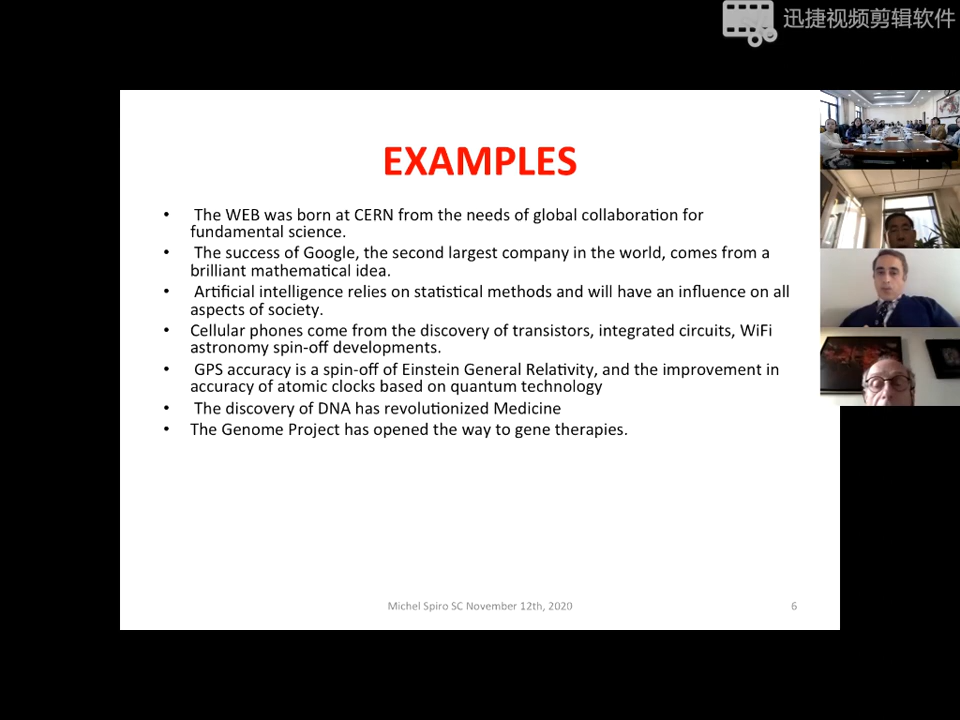 迅捷视频剪辑软件
EXAMPLES
• The WEB was born at CERN from the needs of global collaboration for
fundamental science.
• The success of Google, the second largest company in the world, comes from a
brilliant mathematical idea.
• Artificial intelligence relies on statistical methods and will have an influence on all
aspects of society.
• Cellular phones come from the discovery of transistors, integrated circuits, WiFi
astronomy spin-off developments.
• GPS accuracy is a spin-off of Einstein General Relativity, and the improvement in
accuracy of atomic clocks based on quantum technology
• The discovery of DNA has revolutionized Medicine
• The Genome Project has opened the way to gene therapies.
Michel Spiro SC November 12th, 2020
6